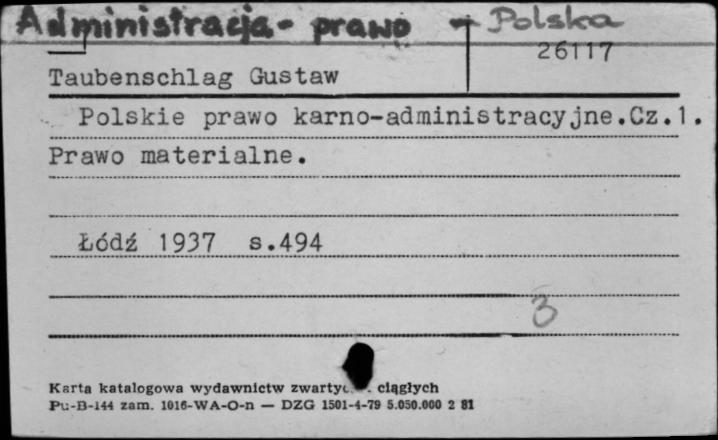 Administracja - prawo - Polska
26117
Taubenschlag Gustaw
Polskie prawo karno-administracyjne.Cz.1.
Prawo materialne.
Łódź 1937 s.494
3
Karta katalogowa wydawnictw ciągłych
Pu-B-144 zam. 1016-WA-O-n — DZG 1501-4-79 5.050.000 2 81